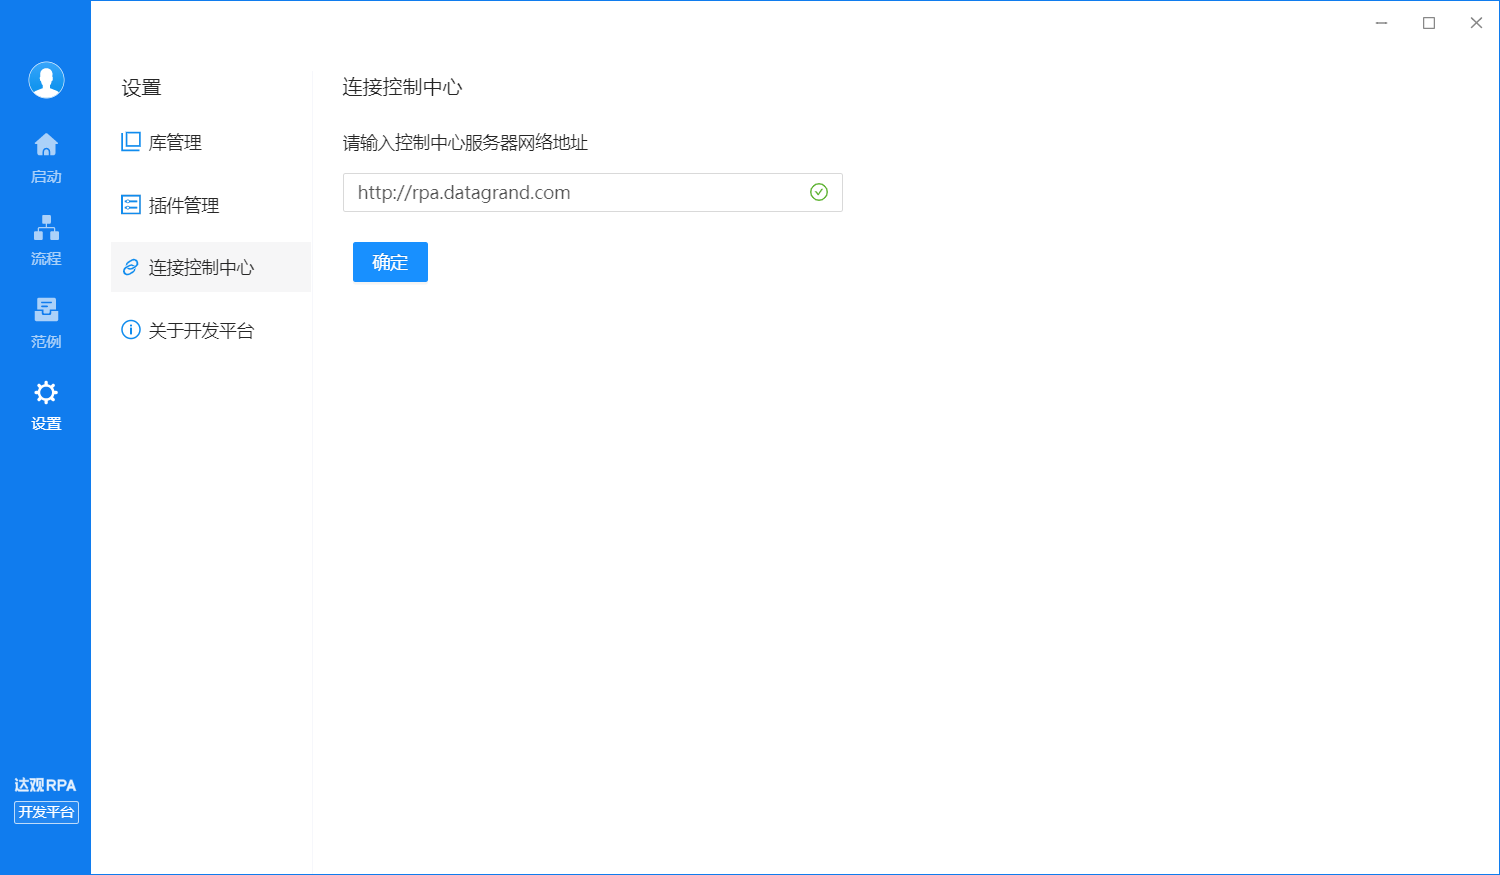 启动
流程
范例
设置
达观RPA
开发平台
设置
库管理
插件管理
连接控制中心
关于开发平台
连接控制中心
请输入控制中心服务器网络地址
http://rpa.datagrand.com
确定